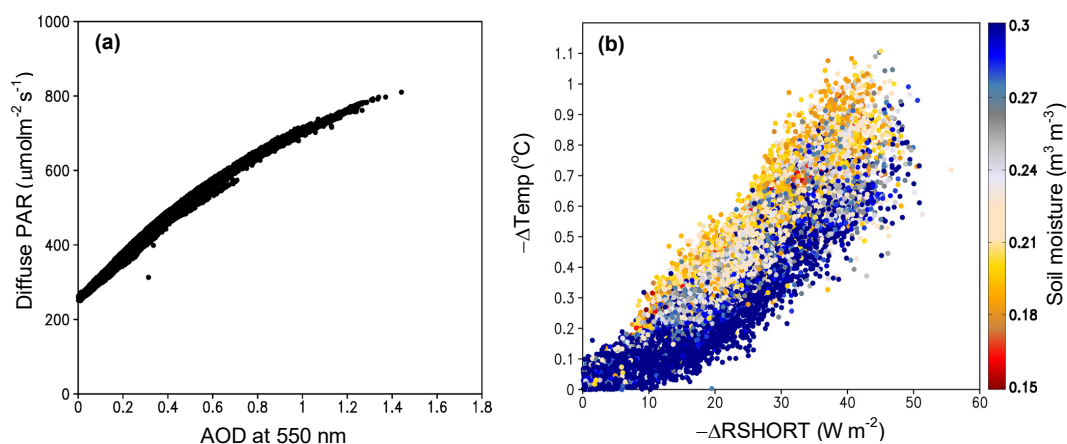 (a)
Diffuse PAR (μmolm⁻² s⁻¹)
1000
800
600
400
200
0
0 0.2 0.4 0.6 0.8 1 1.2 1.4 1.6 1.8
AOD at 550 nm
(b)
−ΔTemp (°C)
1.1
1
0.9
0.8
0.7
0.6
0.5
0.4
0.3
0.2
0.1
0
0 10 20 30 40 50 60
−ΔRSHORT (W m⁻²)
0.3
0.27
0.24
0.21
0.18
0.15
Soil moisture (m³ m⁻³)